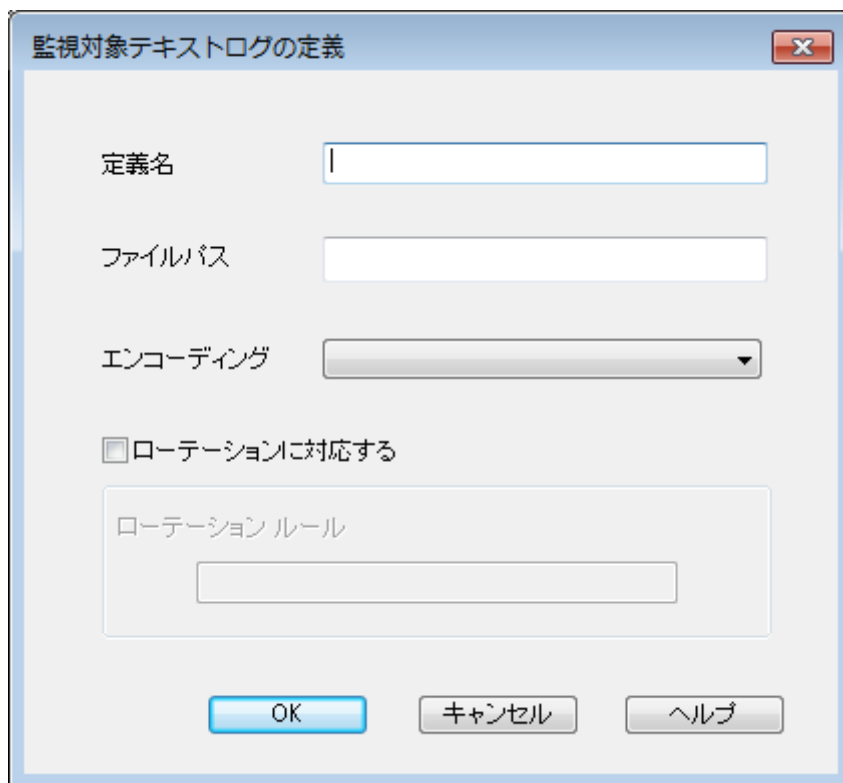 監視対象テキストログの定義
定義名
ファイルパス
エンコーディング
ローテーションに対応する
ローテーション ルール
OK キャンセル ヘルプ